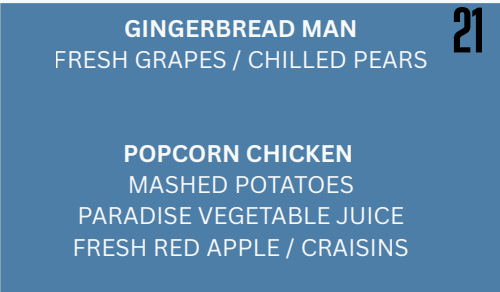 21
GINGERBREAD MAN
FRESH GRAPES / CHILLED PEARS
POPCORN CHICKEN
MASHED POTATOES
PARADISE VEGETABLE JUICE
FRESH RED APPLE / CRAISINS